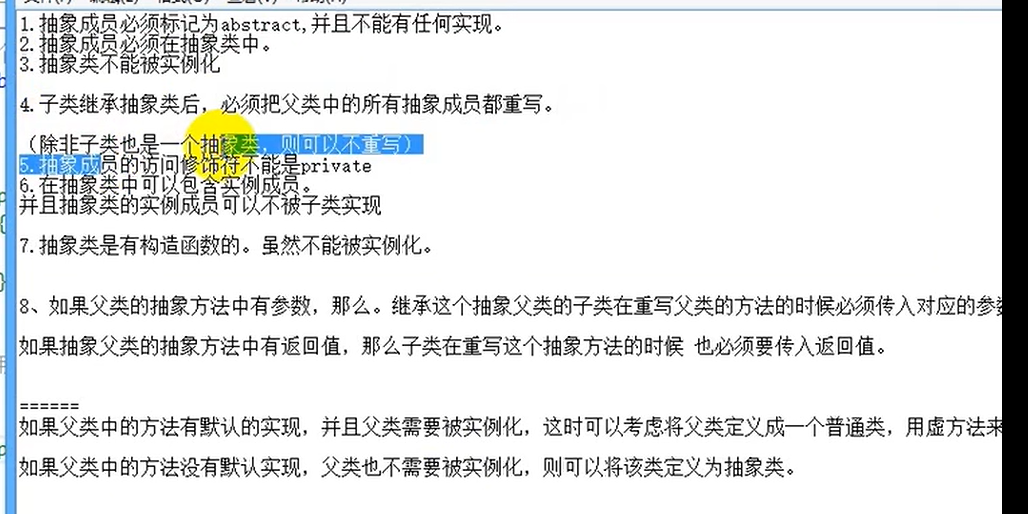 1.抽象成员必须标记为abstract,并且不能有任何实现。
2.抽象成员必须在抽象类中。
3.抽象类不能被实例化
4.子类继承抽象类后，必须把父类中的所有抽象成员都重写。
（除非子类也是一个抽象类，则可以不重写）
5.抽象成员的访问修饰符不能是private
6.在抽象类中可以包含实例成员。
并且抽象类的实例成员可以不被子类实现
7.抽象类是有构造函数的。虽然不能被实例化。
8、如果父类的抽象方法中有参数，那么。继承这个抽象父类的子类在重写父类的方法的时候必须传入对应的参
如果抽象父类的抽象方法中有返回值，那么子类在重写这个抽象方法的时候 也必须要传入返回值。
======
如果父类中的方法有默认的实现，并且父类需要被实例化，这时可以考虑将父类定义成一个普通类，用虚方法来
如果父类中的方法没有默认实现，父类也不需要被实例化，则可以将该类定义为抽象类。